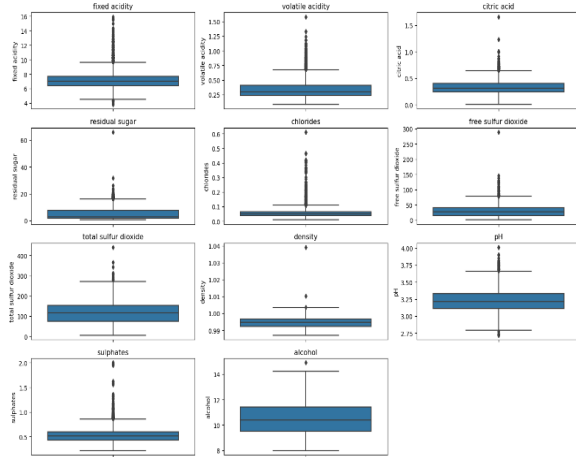 fixed acidity
volatile acidity
citric acid
fixed acidity
16
14
12
10
8
6
4
volatile acidity
1.50
1.25
1.00
0.75
0.50
0.25
citric acid
1.5
1.0
0.5
0.0
residual sugar
chlorides
free sulfur dioxide
residual sugar
60
40
20
0
chlorides
0.6
0.5
0.4
0.3
0.2
0.1
0.0
free sulfur dioxide
300
250
200
150
100
50
0
total sulfur dioxide
density
pH
total sulfur dioxide
400
300
200
100
0
density
1.04
1.03
1.02
1.01
1.00
0.99
pH
4.00
3.75
3.50
3.25
3.00
2.75
sulphates
alcohol
sulphates
2.0
1.5
1.0
0.5
alcohol
14
12
10
8